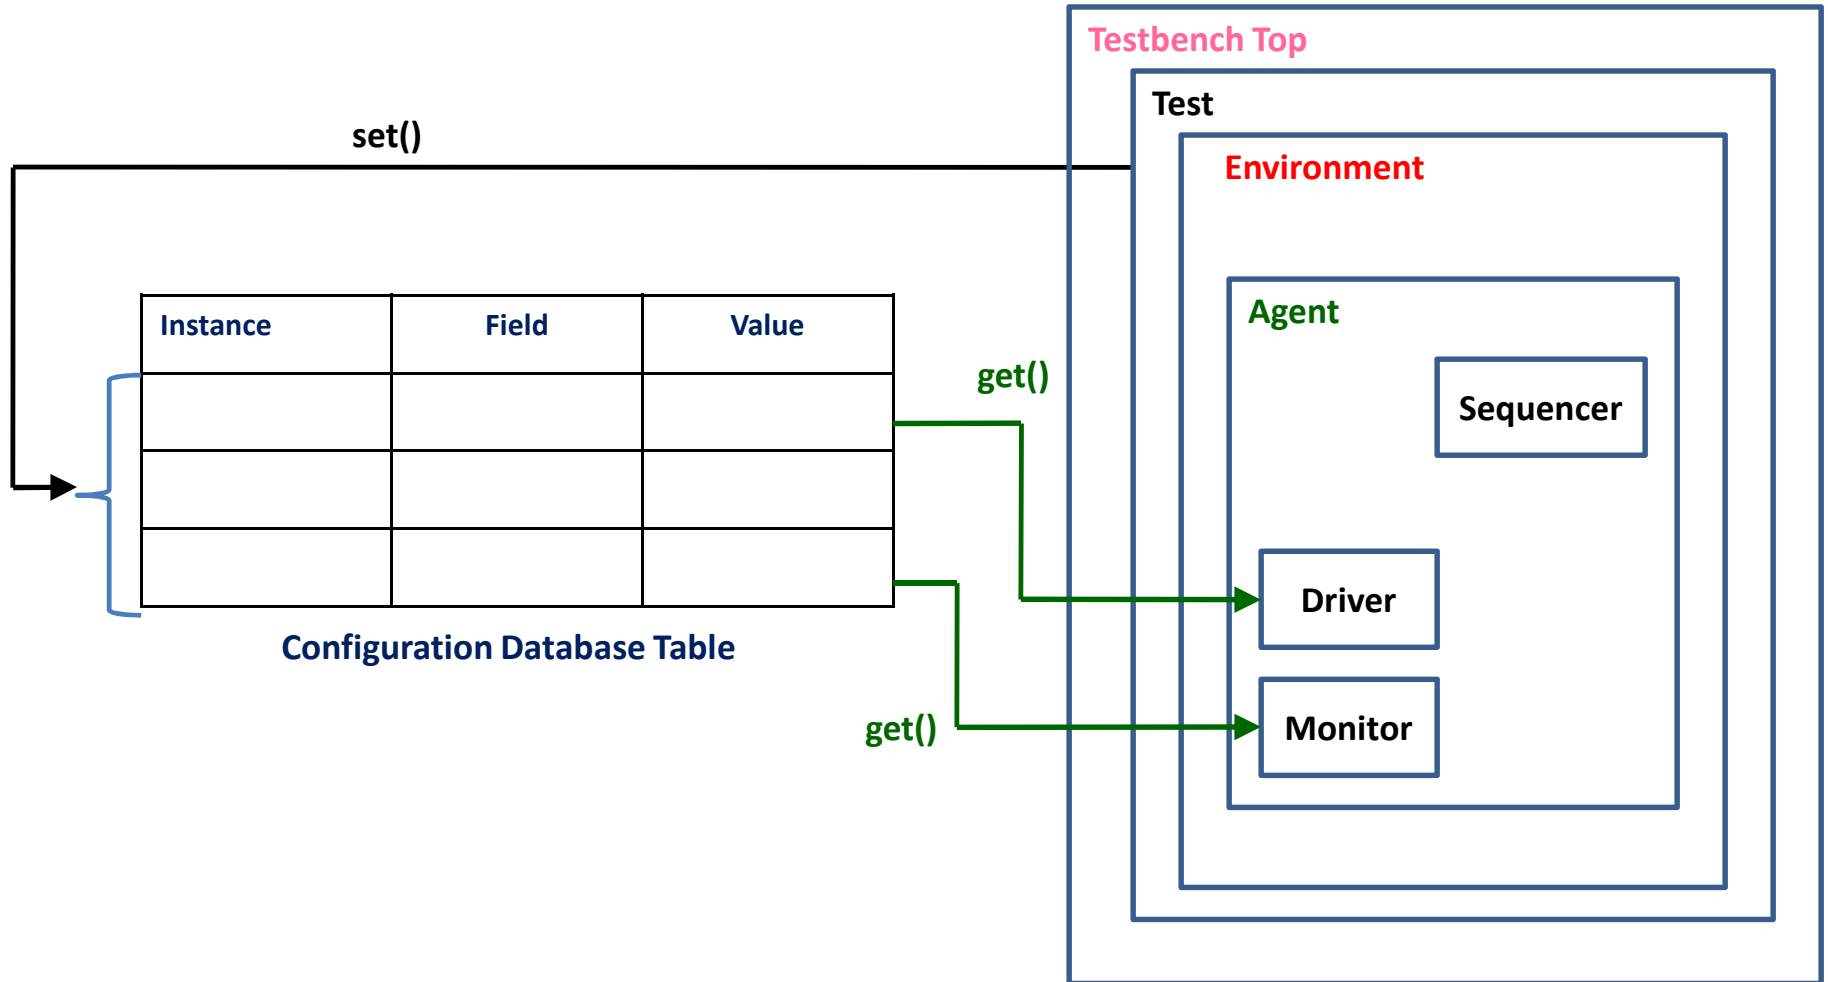 Testbench Top
Test
set()
Environment
Instance Field Value
Agent
get()
Sequencer
Driver
Configuration Database Table
get()
Monitor